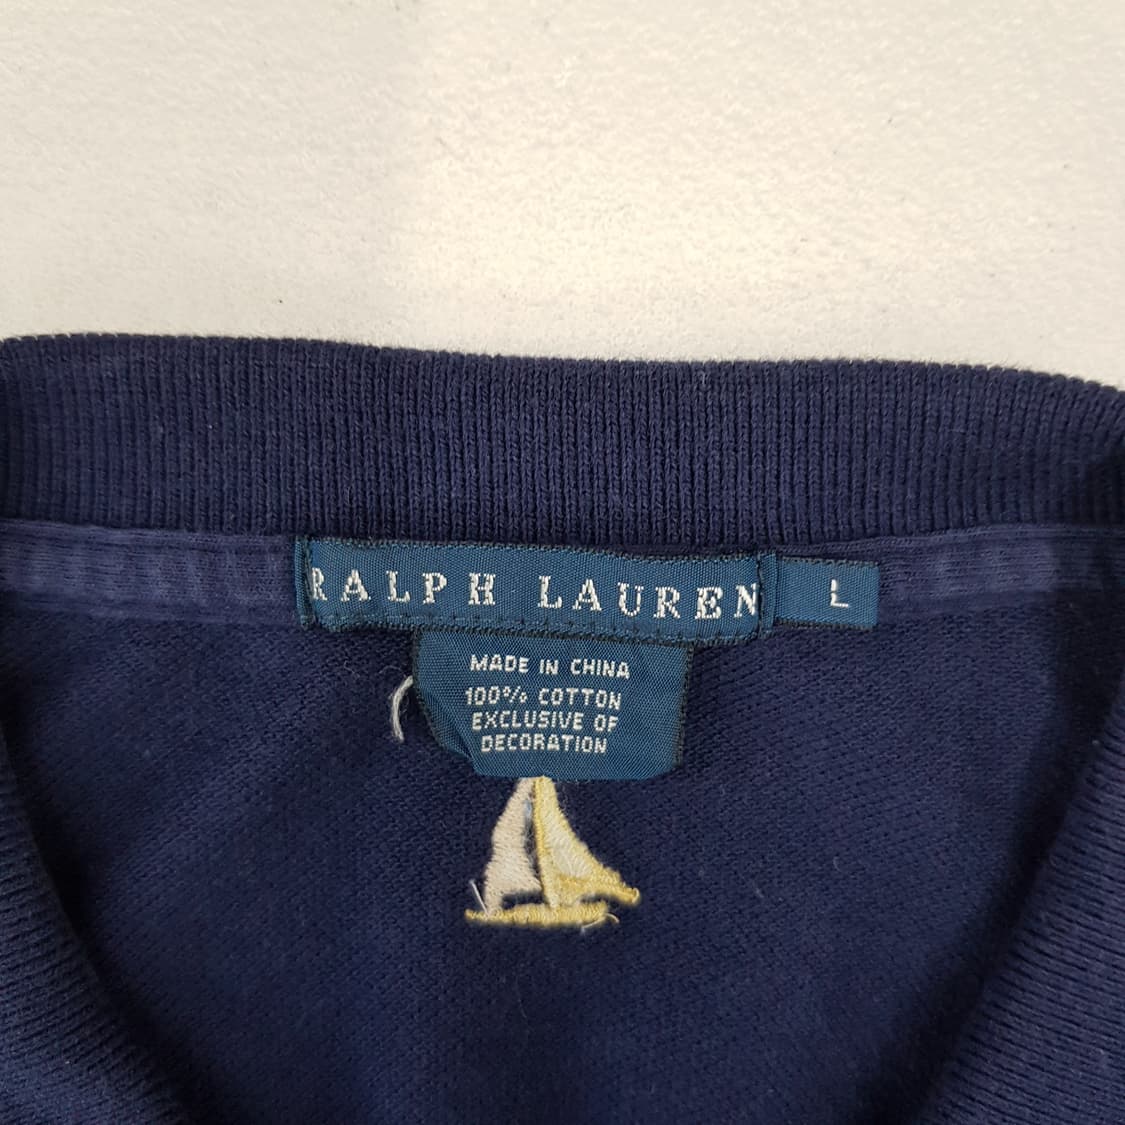 RALPH LAUREN
L
MADE IN CHINA
100% COTTON
EXCLUSIVE OF
DECORATION